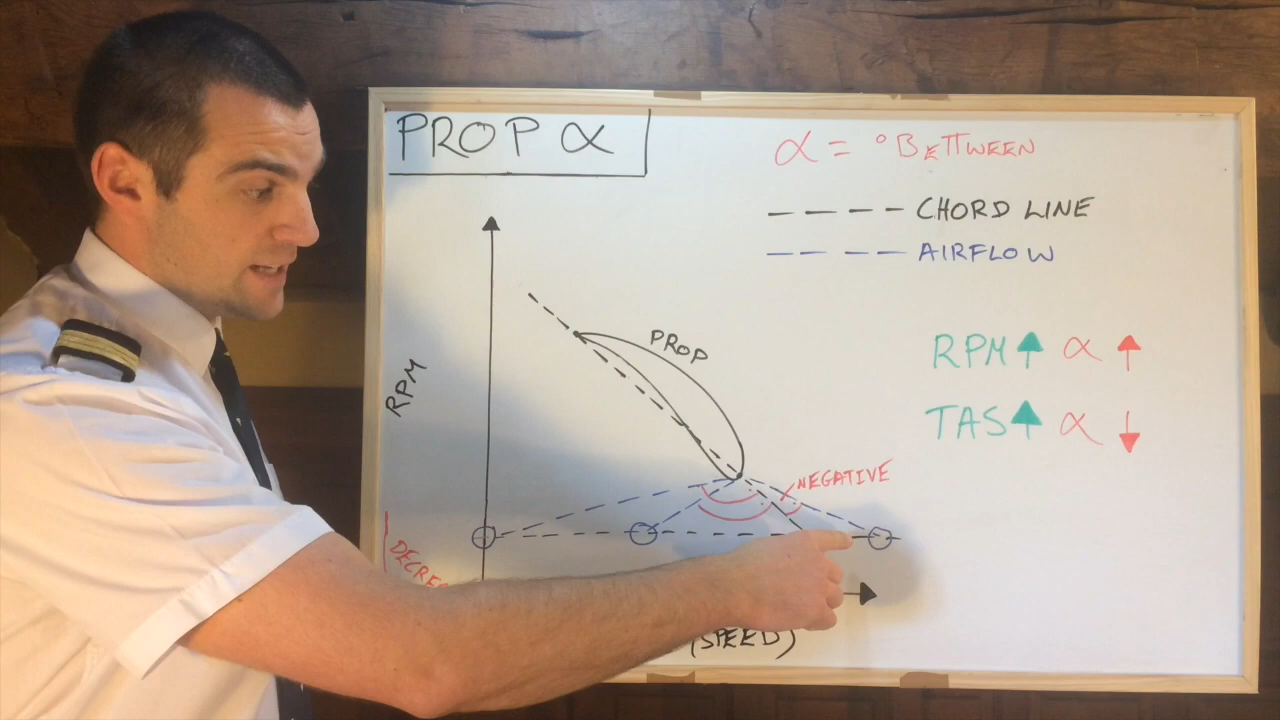 PROP α
α = °BETTWEEN
CHORD LINE
AIRFLOW
PROP
RPM
RPM ↑ α ↑
TAS ↑ α ↓
NEGATIVE
(SPEED)